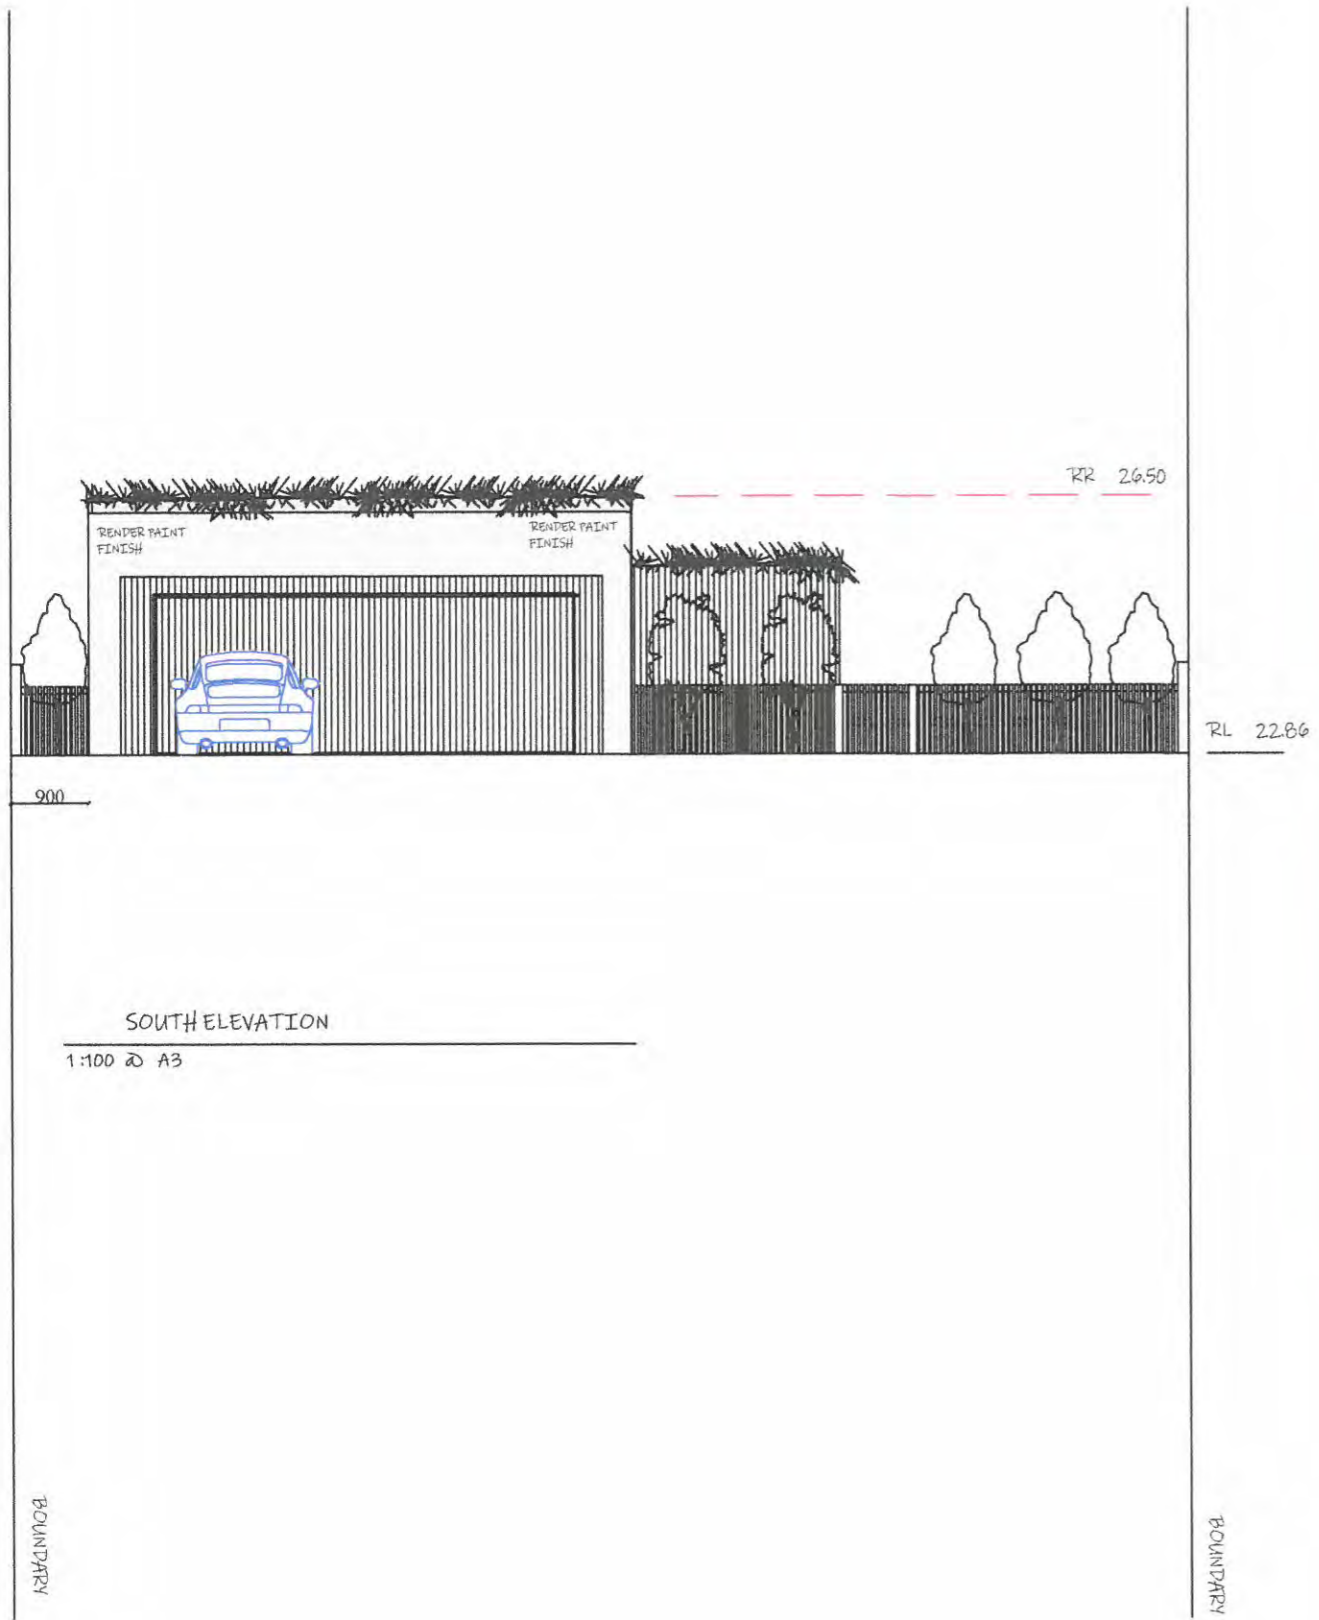 RR 26.50
RENDER PAINT
FINISH
RENDER PAINT
FINISH
RL 22.86
900
SOUTH ELEVATION
1:100 @ A3
BOUNDARY
BOUNDARY